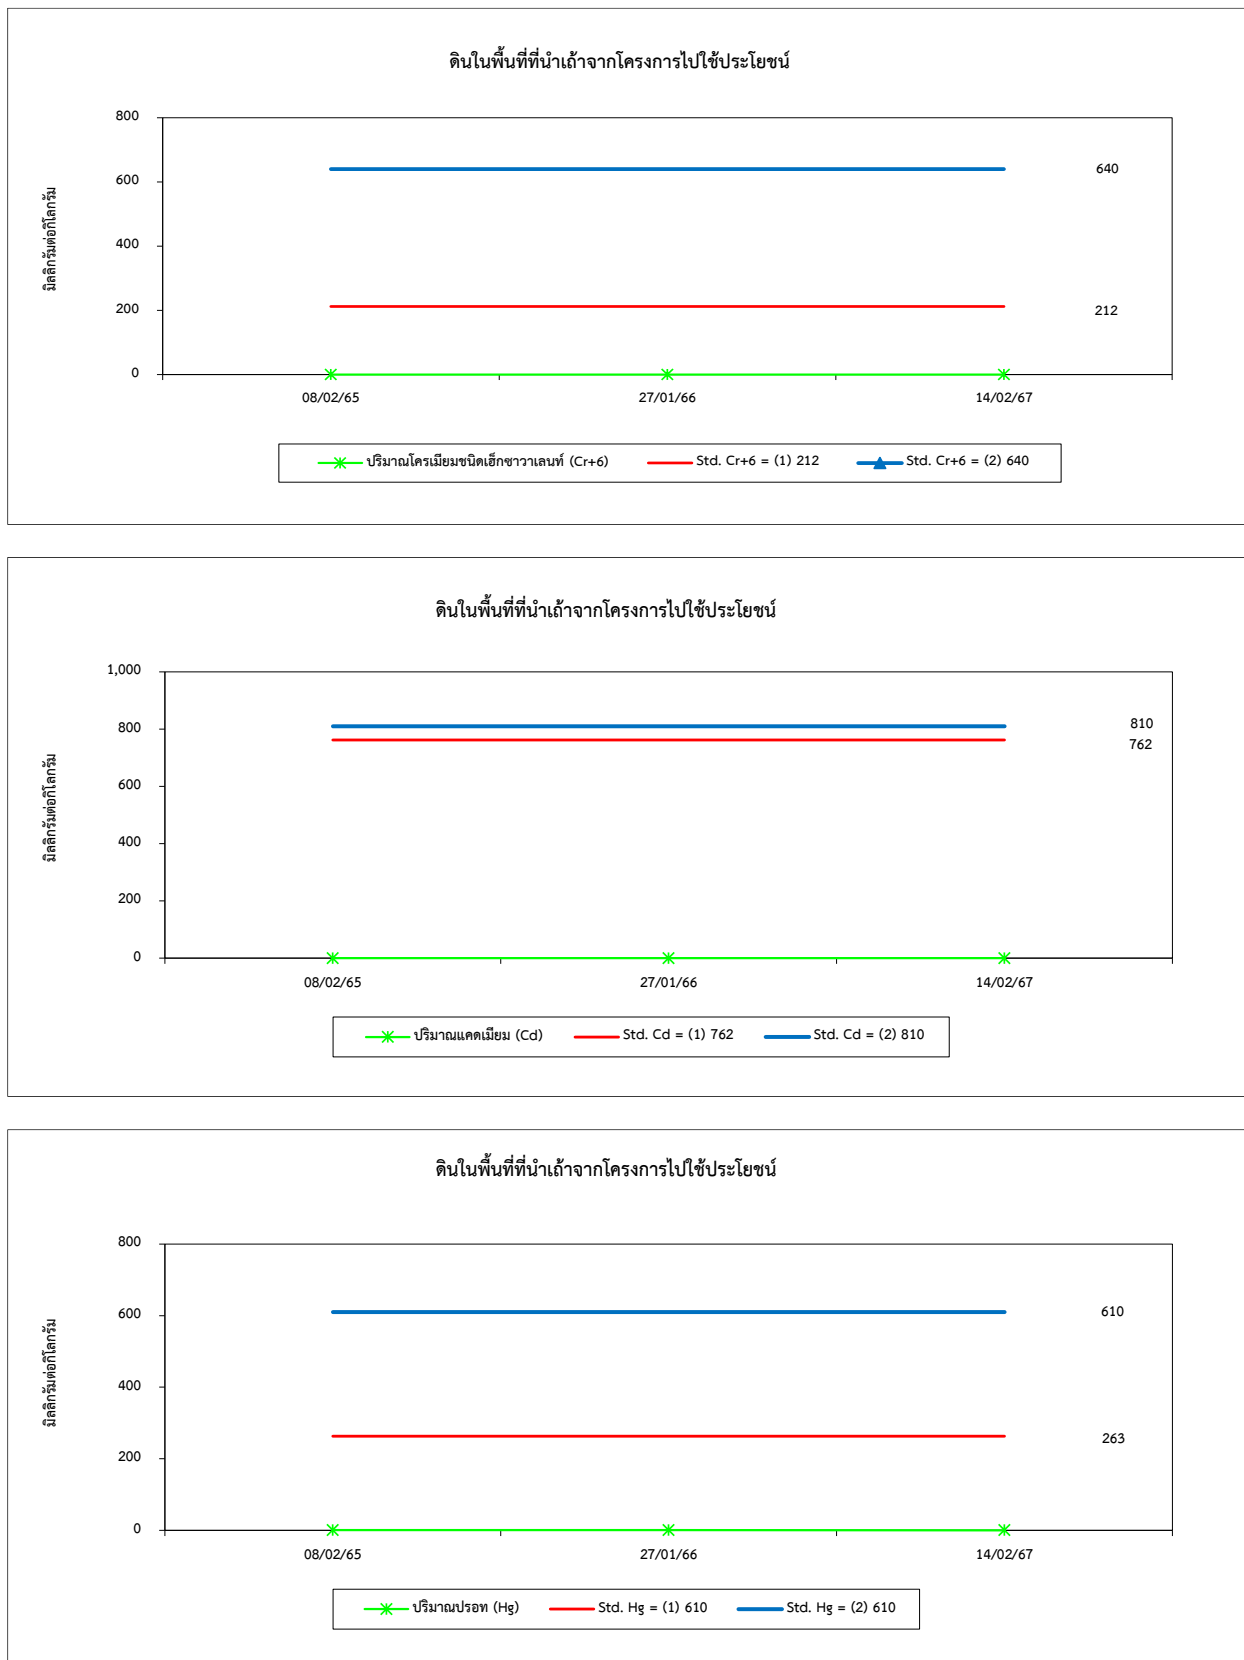 ดินในพื้นที่ที่นำเถ้าจากโครงการไปใช้ประโยชน์
มิลลิกรัมต่อกิโลกรัม
800
600
400
200
0
640
212
08/02/65 27/01/66 14/02/67
ปริมาณโครเมียมชนิดเฮ็กซาวาเลนท์ (Cr+6) Std. Cr+6 = (1) 212 Std. Cr+6 = (2) 640
ดินในพื้นที่ที่นำเถ้าจากโครงการไปใช้ประโยชน์
มิลลิกรัมต่อกิโลกรัม
1,000
800
600
400
200
0
810
762
08/02/65 27/01/66 14/02/67
ปริมาณแคดเมียม (Cd) Std. Cd = (1) 762 Std. Cd = (2) 810
ดินในพื้นที่ที่นำเถ้าจากโครงการไปใช้ประโยชน์
มิลลิกรัมต่อกิโลกรัม
800
600
400
200
0
610
263
08/02/65 27/01/66 14/02/67
ปริมาณปรอท (Hg) Std. Hg = (1) 610 Std. Hg = (2) 610